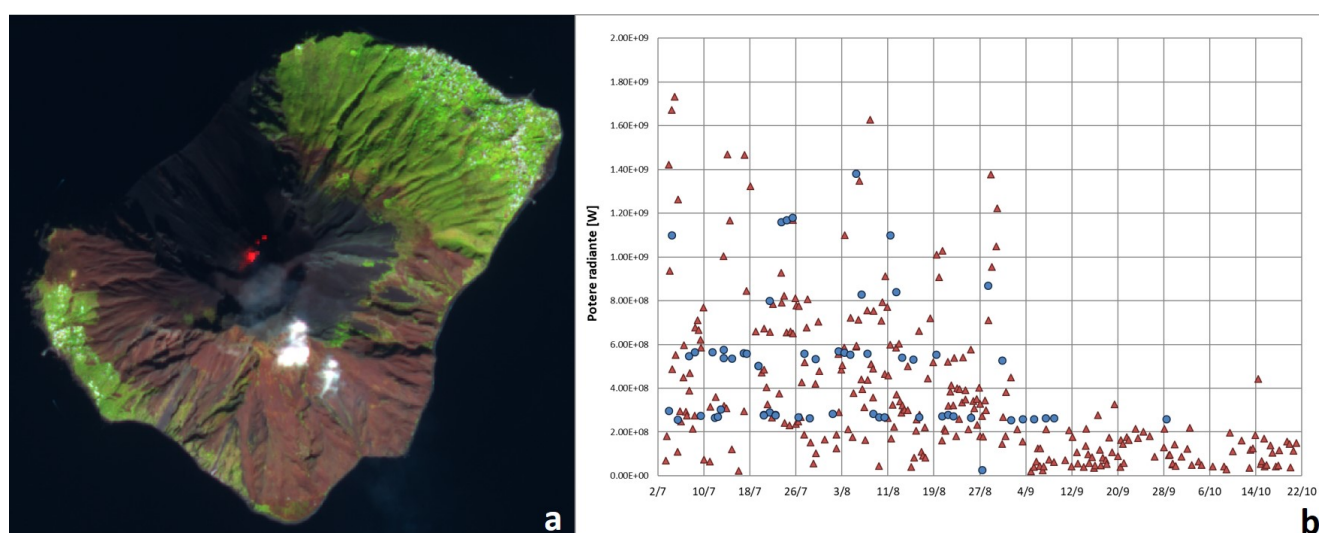 a
Potere radiante [W]
2.00E+09
1.80E+09
1.60E+09
1.40E+09
1.20E+09
1.00E+09
8.00E+08
6.00E+08
4.00E+08
2.00E+08
0.00E+00
2/7 10/7 18/7 26/7 3/8 11/8 19/8 27/8 4/9 12/9 20/9 28/9 6/10 14/10 22/10
b